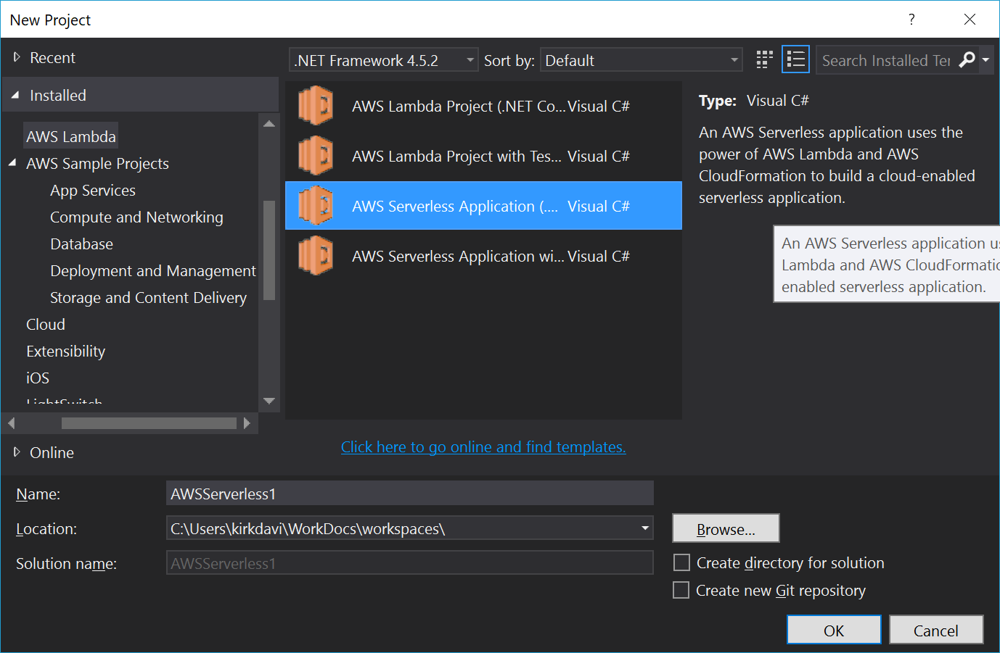 New Project
?
Recent
.NET Framework 4.5.2
Sort by:
Default
Search Installed Ter
Installed
AWS Lambda
AWS Sample Projects
App Services
Compute and Networking
Database
Deployment and Management
Storage and Content Delivery
Cloud
Extensibility
iOS
LightSwitch
Online
AWS Lambda Project (.NET Co... Visual C#
AWS Lambda Project with Tes... Visual C#
AWS Serverless Application (.... Visual C#
AWS Serverless Application wi... Visual C#
Click here to go online and find templates.
Type: Visual C#
An AWS Serverless application uses the
power of AWS Lambda and AWS
CloudFormation to build a cloud-enabled
serverless application.
An AWS Serverless application us
Lambda and AWS CloudFormatio
enabled serverless application.
Name:
AWSServerless1
Location:
C:\Users\kirkdavi\WorkDocs\workspaces\
Browse...
Solution name:
AWSServerless1
Create directory for solution
Create new Git repository
OK
Cancel